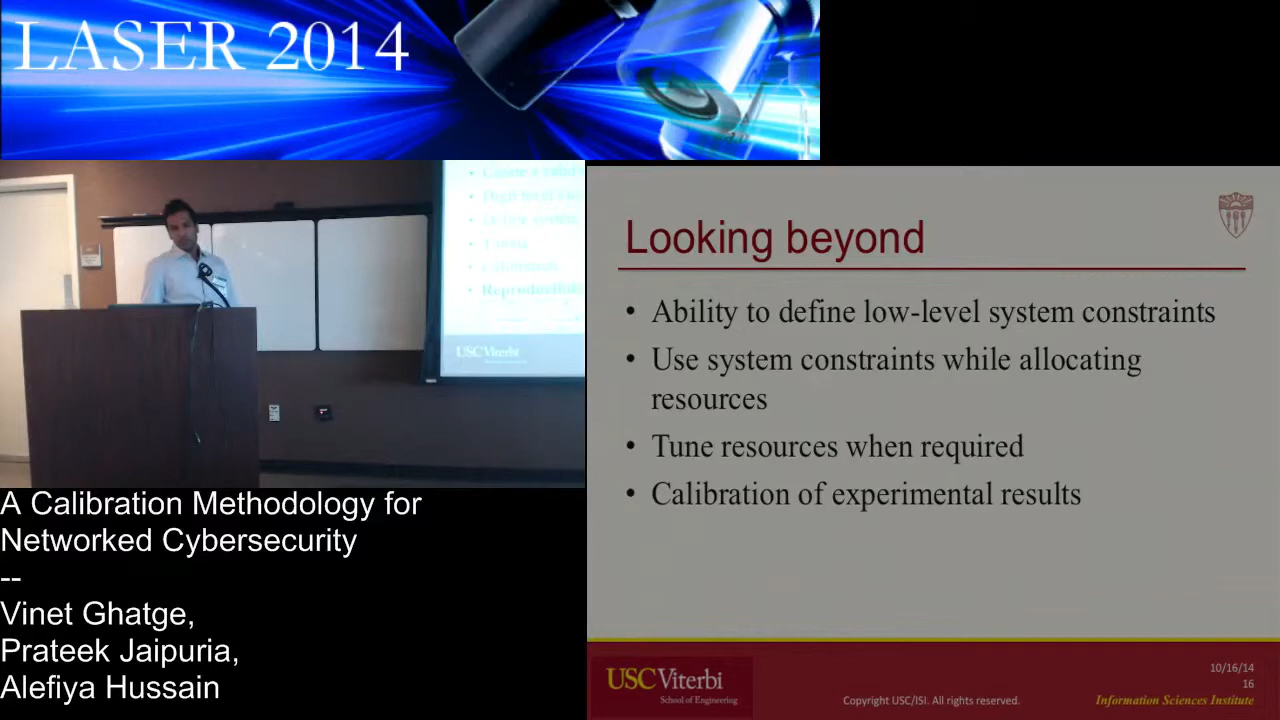 LASER 2014
USC Viterbi
A Calibration Methodology for
Networked Cybersecurity
--
Vinet Ghatge,
Prateek Jaipuria,
Alefiya Hussain
Looking beyond
• Ability to define low-level system constraints
• Use system constraints while allocating
resources
• Tune resources when required
• Calibration of experimental results
USC Viterbi
School of Engineering
Copyright USC/ISI. All rights reserved.
10/16/14
16
Information Sciences Institute